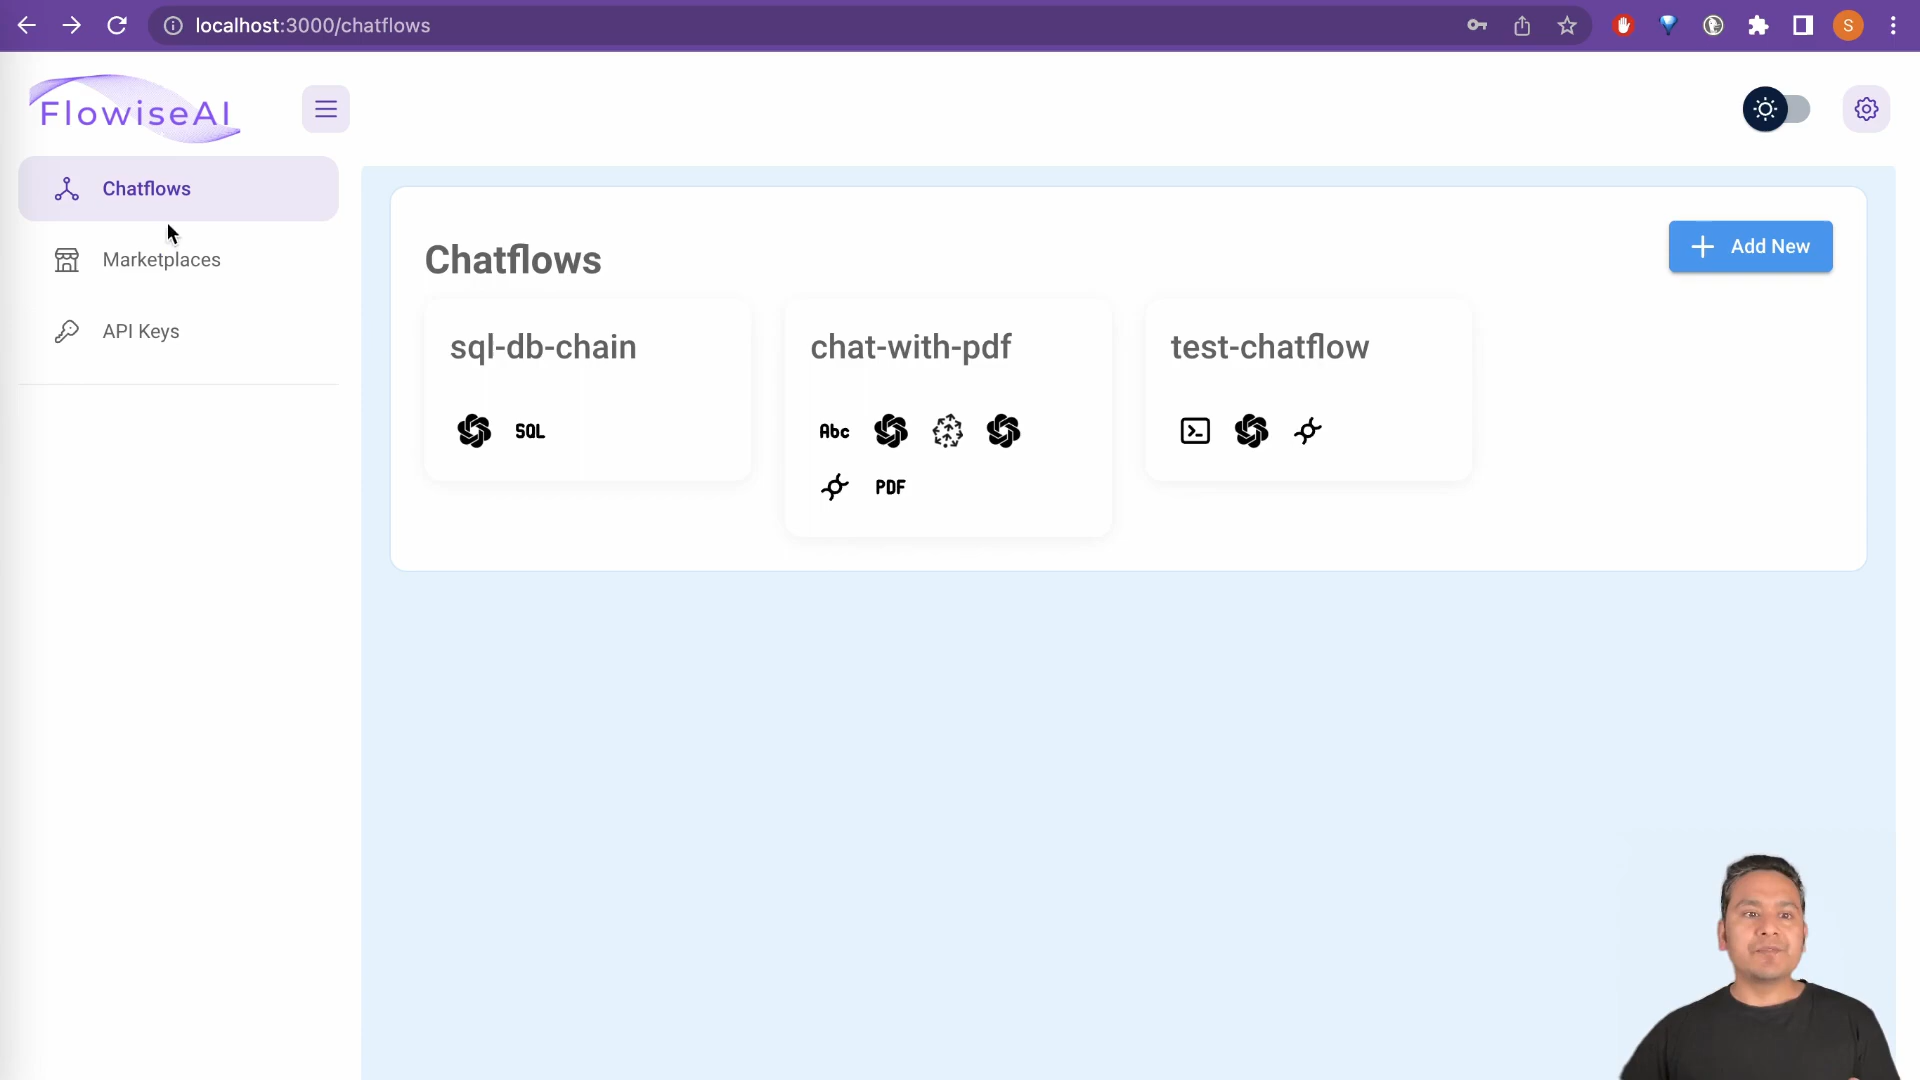 localhost:3000/chatflows
S
FlowiseAI
Chatflows
Marketplaces
API Keys
Chatflows
Add New
sql-db-chain
SQL
chat-with-pdf
Abc
PDF
test-chatflow